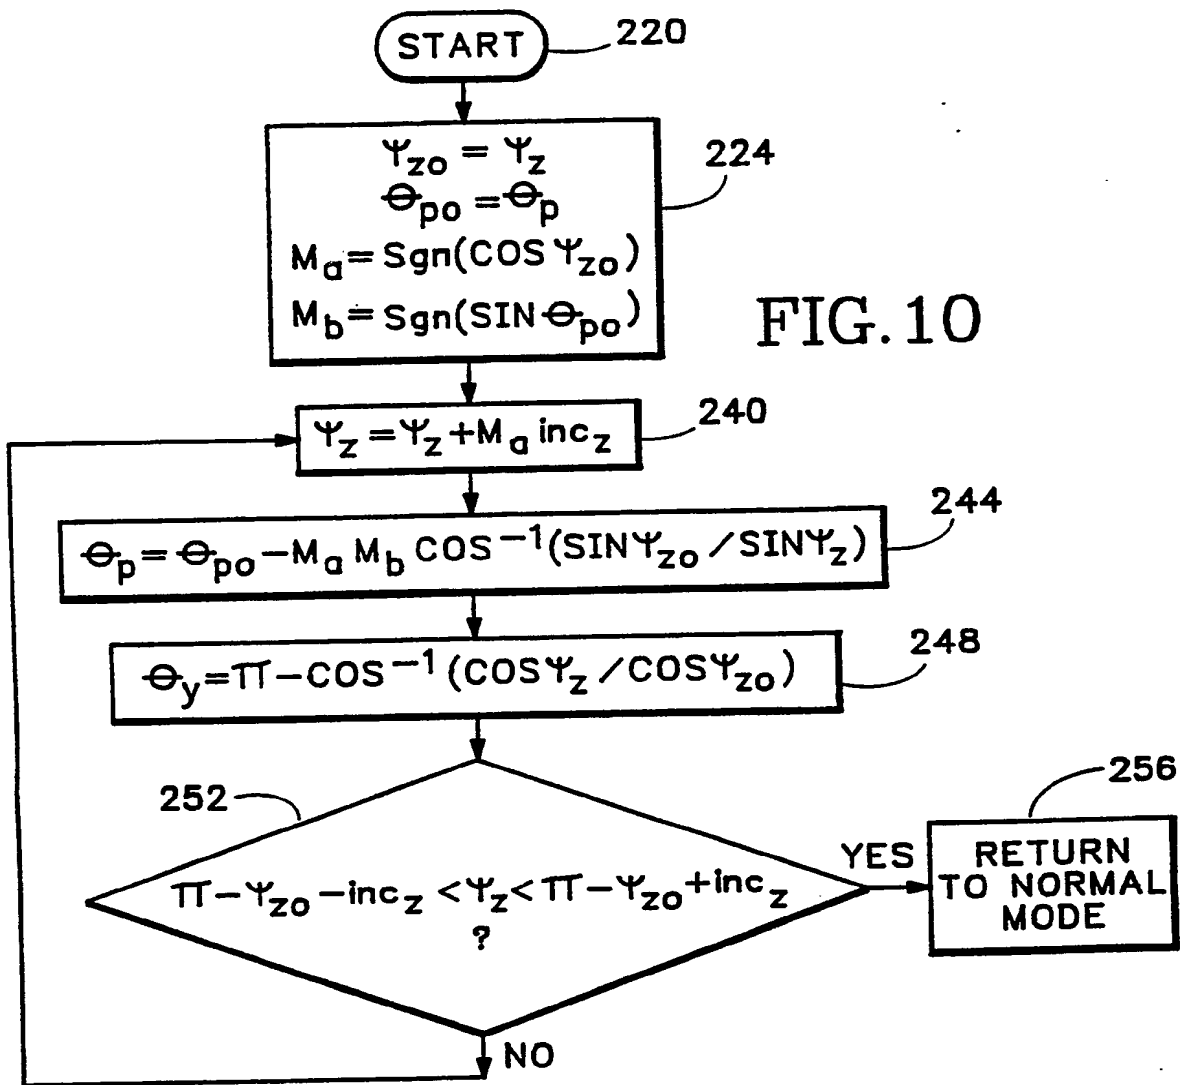 START
220
Ψzo = Ψz
Θpo = Θp
Ma = Sgn(COS Ψzo)
Mb = Sgn(SIN Θpo)
224
FIG. 10
Ψz = Ψz + Ma incz
240
Θp = Θpo − Ma Mb COS⁻¹(SINΨzo / SINΨz)
244
Θy = π − COS⁻¹(COSΨz / COSΨzo)
248
252
π − Ψzo − incz < Ψz < π − Ψzo + incz
?
YES
256
RETURN
TO NORMAL
MODE
NO